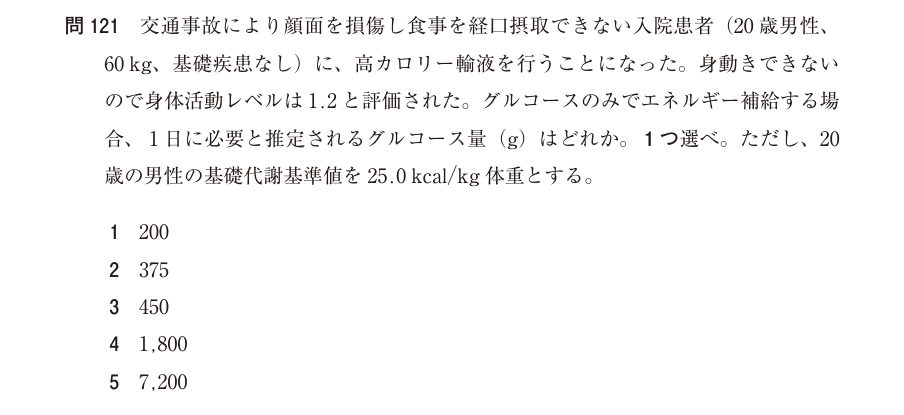 問 121 交通事故により顔面を損傷し食事を経口摂取できない入院患者（20 歳男性、
60 kg、基礎疾患なし）に、高カロリー輸液を行うことになった。身動きできない
ので身体活動レベルは 1.2 と評価された。グルコースのみでエネルギー補給する場
合、1 日に必要と推定されるグルコース量（g）はどれか。1つ選べ。ただし、20
歳の男性の基礎代謝基準値を 25.0 kcal/kg 体重とする。
1 200
2 375
3 450
4 1,800
5 7,200